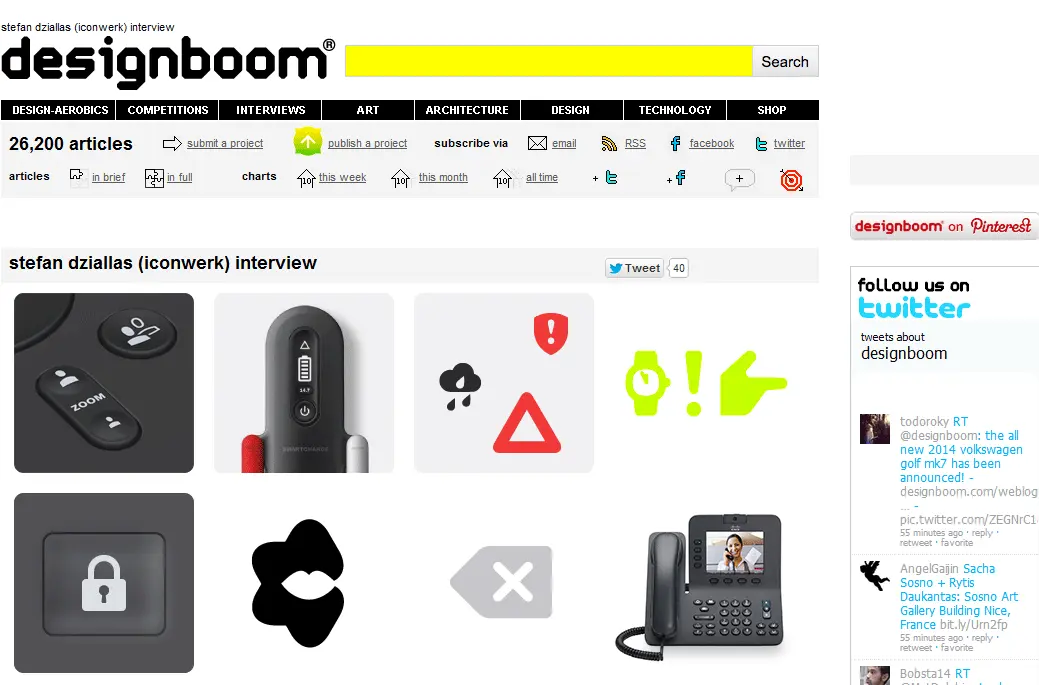 stefan dziallas (iconwerk) interview
designboom®
Search
DESIGN-AEROBICS COMPETITIONS INTERVIEWS ART ARCHITECTURE DESIGN TECHNOLOGY SHOP
26,200 articles submit a project publish a project subscribe via email RSS facebook twitter
articles in brief in full charts 10 this week 10 this month 10 all time + +
+
designboom on Pinterest
stefan dziallas (iconwerk) interview
Tweet 40
ZOOM
14.7
follow us on
twitter
tweets about
designboom
todoroky RT
@designboom: the all
new 2014 volkswagen
golf mk7 has been
announced! -
designboom.com/weblog
... -
pic.twitter.com/ZEGNrC1
55 minutes ago · reply ·
retweet · favorite
AngelGaijin Sacha
Sosno + Rytis
Daukantas: Sosno Art
Gallery Building Nice,
France bit.ly/Urn2fp
55 minutes ago · reply ·
retweet · favorite
Bobsta14 RT